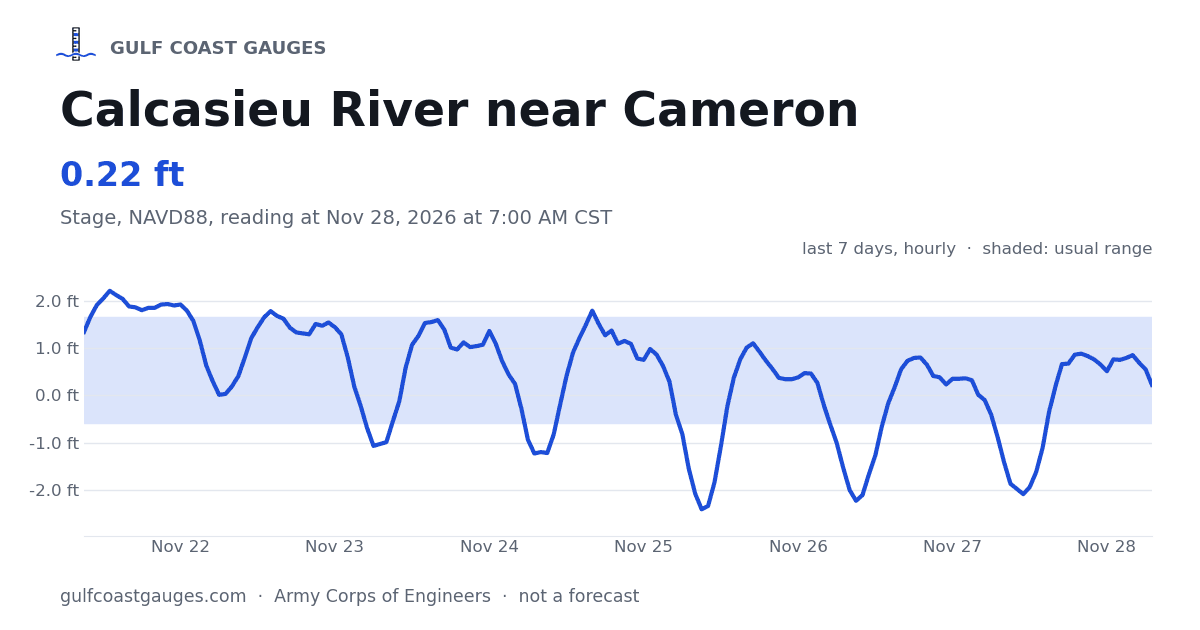 GULF COAST GAUGES
Calcasieu River near Cameron
0.22 ft
Stage, NAVD88, reading at Nov 28, 2026 at 7:00 AM CST
last 7 days, hourly · shaded: usual range
2.0 ft
1.0 ft
0.0 ft
-1.0 ft
-2.0 ft
Nov 22 Nov 23 Nov 24 Nov 25 Nov 26 Nov 27 Nov 28
gulfcoastgauges.com · Army Corps of Engineers · not a forecast